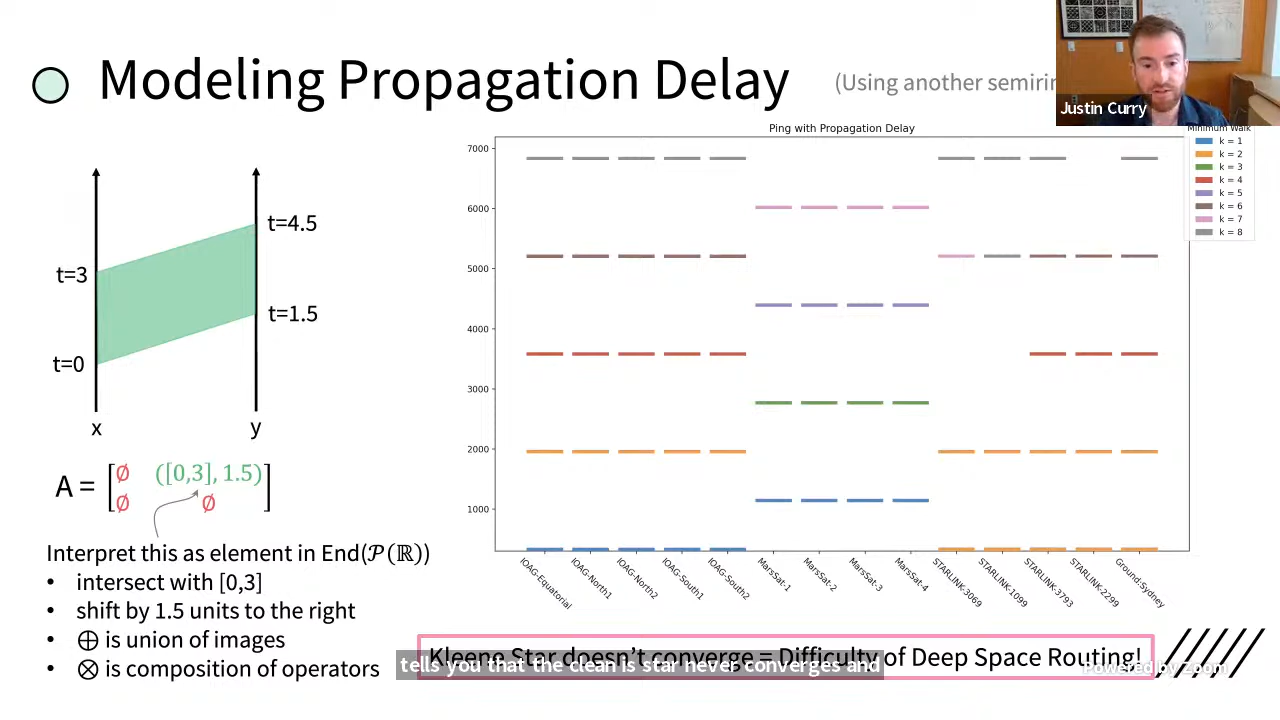 Modeling Propagation Delay
(Using another semirin
Justin Curry
t=4.5
t=3
t=1.5
t=0
x
y
A = [∅ ([0,3], 1.5)
∅ ∅]
Interpret this as element in End(𝒫(ℝ))
• intersect with [0,3]
• shift by 1.5 units to the right
• ⊕ is union of images
• ⊗ is composition of operators
Ping with Propagation Delay
7000
6000
5000
4000
3000
2000
1000
IOAG-Equatorial
IOAG-North1
IOAG-North2
IOAG-South1
IOAG-South2
MarsSat-1
MarsSat-2
MarsSat-3
MarsSat-4
STARLINK-3069
STARLINK-1099
STARLINK-3793
STARLINK-2299
Ground:Sydney
Minimum Walk
k = 1
k = 2
k = 3
k = 4
k = 5
k = 6
k = 7
k = 8
Kleene Star doesn't converge = Difficulty of Deep Space Routing!
tells you that the clean is star never converges and
Powered by Zoom